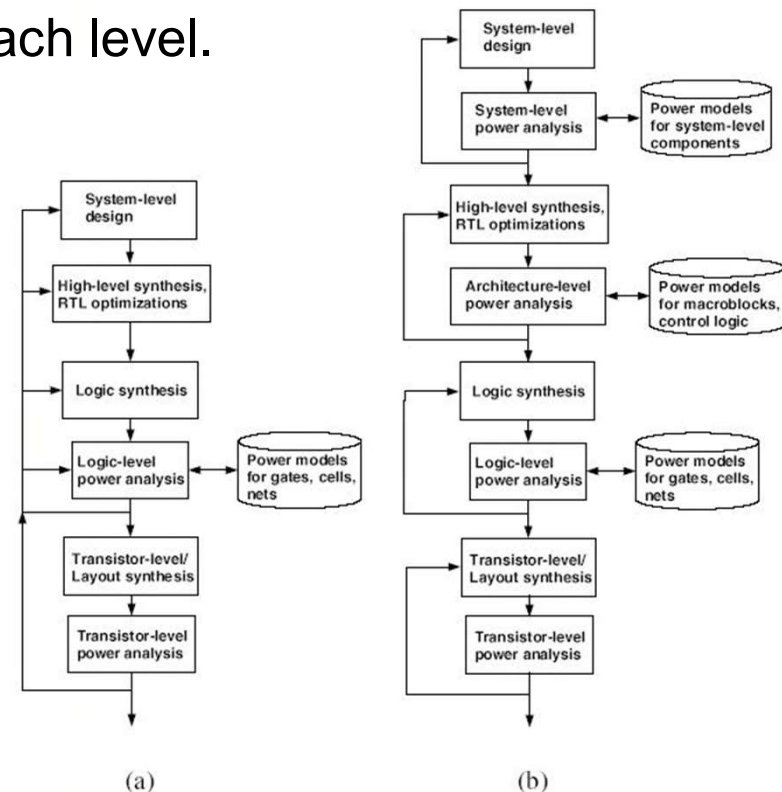 ach level.
System-level
design
High-level synthesis,
RTL optimizations
Logic synthesis
Logic-level
power analysis
Power models
for gates, cells,
nets
Transistor-level/
Layout synthesis
Transistor-level
power analysis
(a)
System-level
design
System-level
power analysis
Power models
for system-level
components
High-level synthesis,
RTL optimizations
Architecture-level
power analysis
Power models
for macroblocks,
control logic
Logic synthesis
Logic-level
power analysis
Power models
for gates, cells,
nets
Transistor-level/
Layout synthesis
Transistor-level
power analysis
(b)